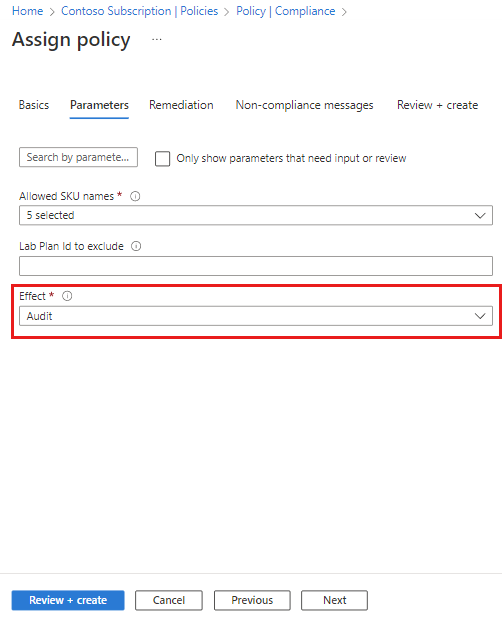 Home > Contoso Subscription | Policies > Policy | Compliance >
Assign policy ...
Basics Parameters Remediation Non-compliance messages Review + create
Search by paramete... Only show parameters that need input or review
Allowed SKU names *
5 selected
Lab Plan Id to exclude
Effect *
Audit
Review + create Cancel Previous Next